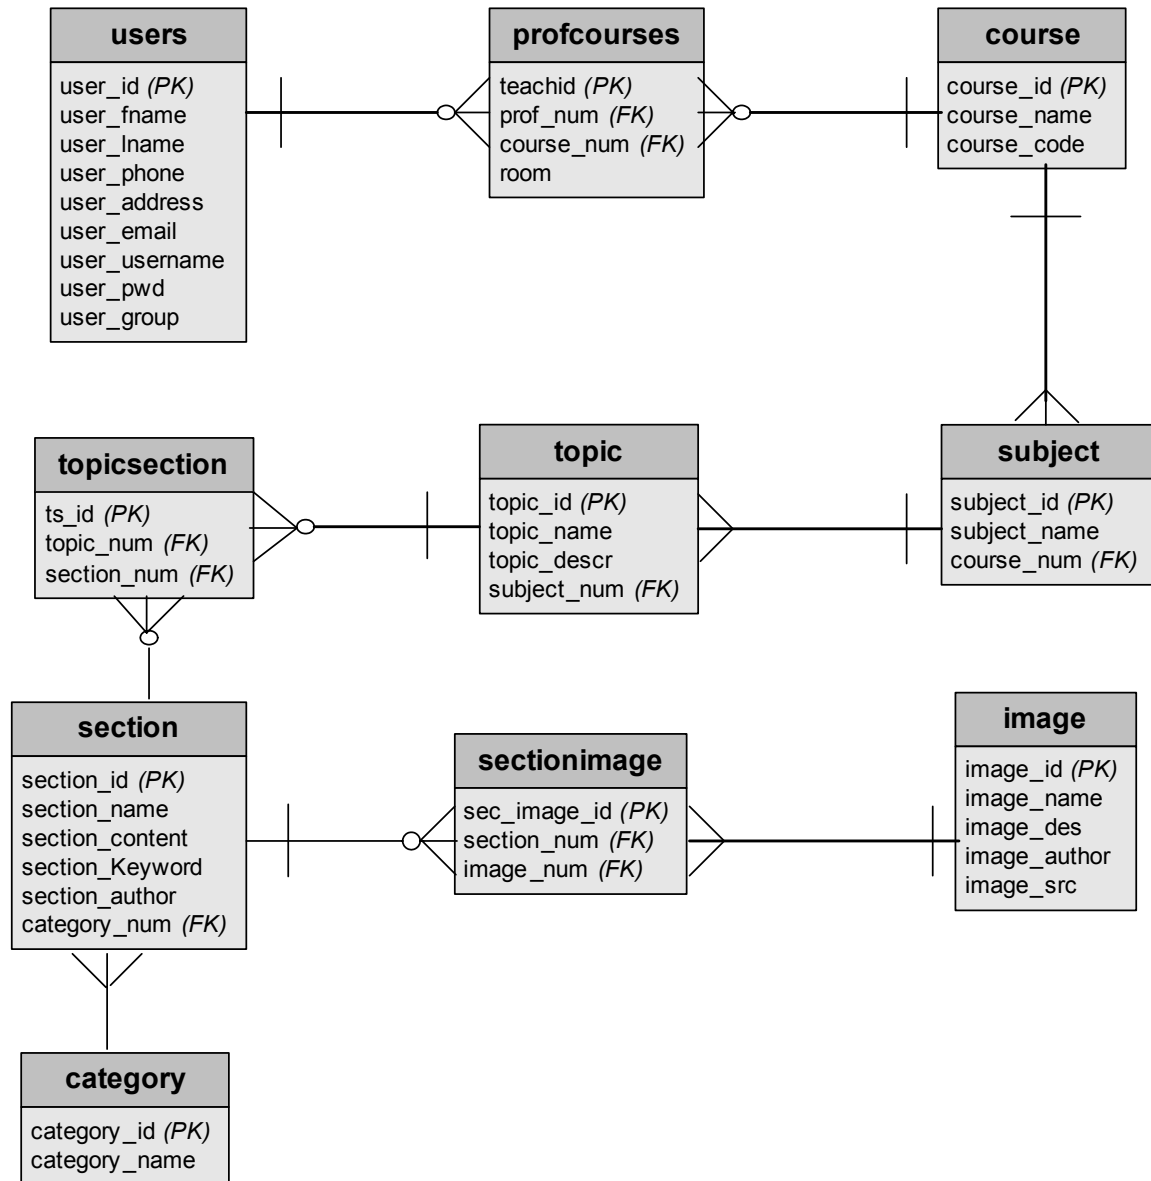 users
user_id (PK)
user_fname
user_lname
user_phone
user_address
user_email
user_username
user_pwd
user_group
profcourses
teachid (PK)
prof_num (FK)
course_num (FK)
room
course
course_id (PK)
course_name
course_code
topicsection
ts_id (PK)
topic_num (FK)
section_num (FK)
topic
topic_id (PK)
topic_name
topic_descr
subject_num (FK)
subject
subject_id (PK)
subject_name
course_num (FK)
section
section_id (PK)
section_name
section_content
section_Keyword
section_author
category_num (FK)
sectionimage
sec_image_id (PK)
section_num (FK)
image_num (FK)
image
image_id (PK)
image_name
image_des
image_author
image_src
category
category_id (PK)
category_name